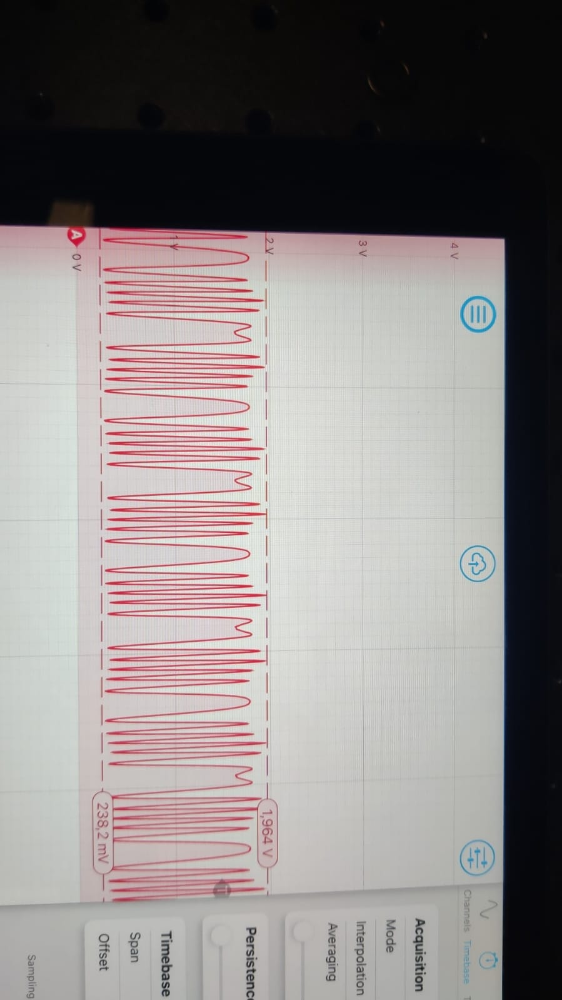 4 V
3 V
2 V
1 V
0 V
A
1,964 V
238,2 mV
Channels Timebase T
Acquisition
Mode
Interpolation
Averaging
Persistenc
Timebase
Span
Offset
Sampling